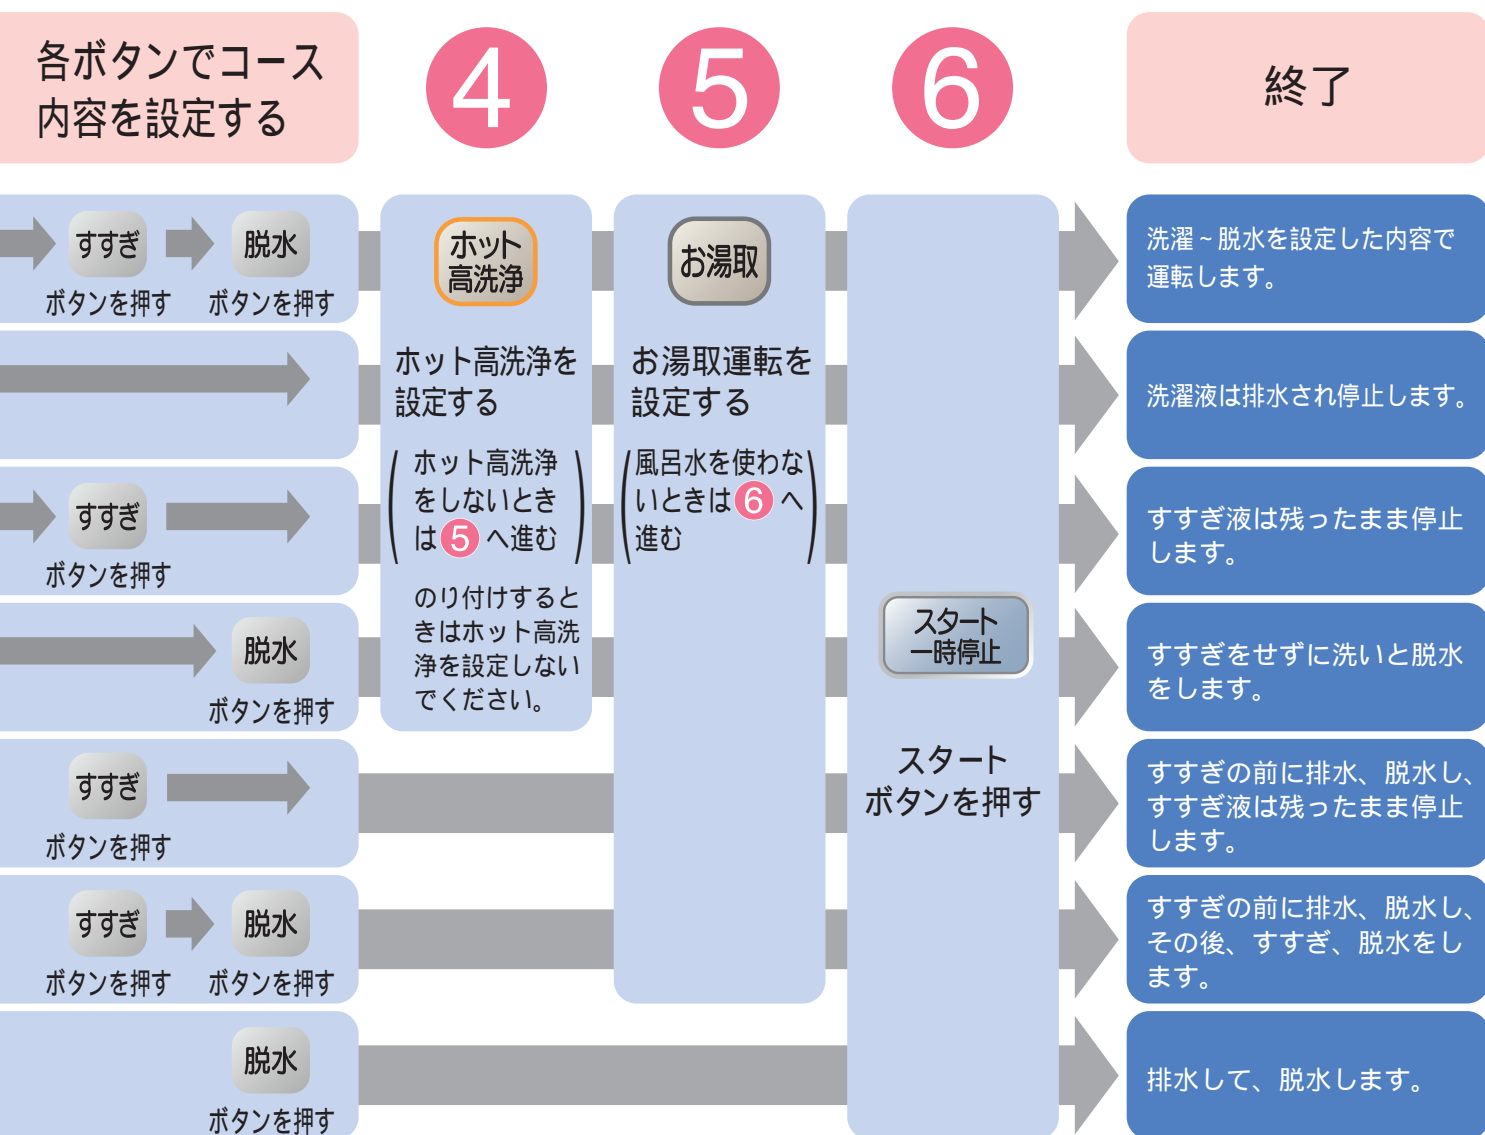 各ボタンでコース
内容を設定する
4
5
6
終了
すすぎ
ボタンを押す
脱水
ボタンを押す
ホット
高洗浄
お湯取
洗濯~脱水を設定した内容で
運転します。
ホット高洗浄を
設定する
お湯取運転を
設定する
洗濯液は排水され停止します。
ホット高洗浄
をしないとき
は5へ進む
風呂水を使わな
いときは6へ
進む
すすぎ
ボタンを押す
すすぎ液は残ったまま停止
します。
のり付けすると
きはホット高洗
浄を設定しない
でください。
脱水
ボタンを押す
スタート
一時停止
すすぎをせずに洗いと脱水
をします。
スタート
ボタンを押す
すすぎ
ボタンを押す
すすぎの前に排水、脱水し、
すすぎ液は残ったまま停止
します。
すすぎ
ボタンを押す
脱水
ボタンを押す
すすぎの前に排水、脱水し、
その後、すすぎ、脱水をし
ます。
脱水
ボタンを押す
排水して、脱水します。